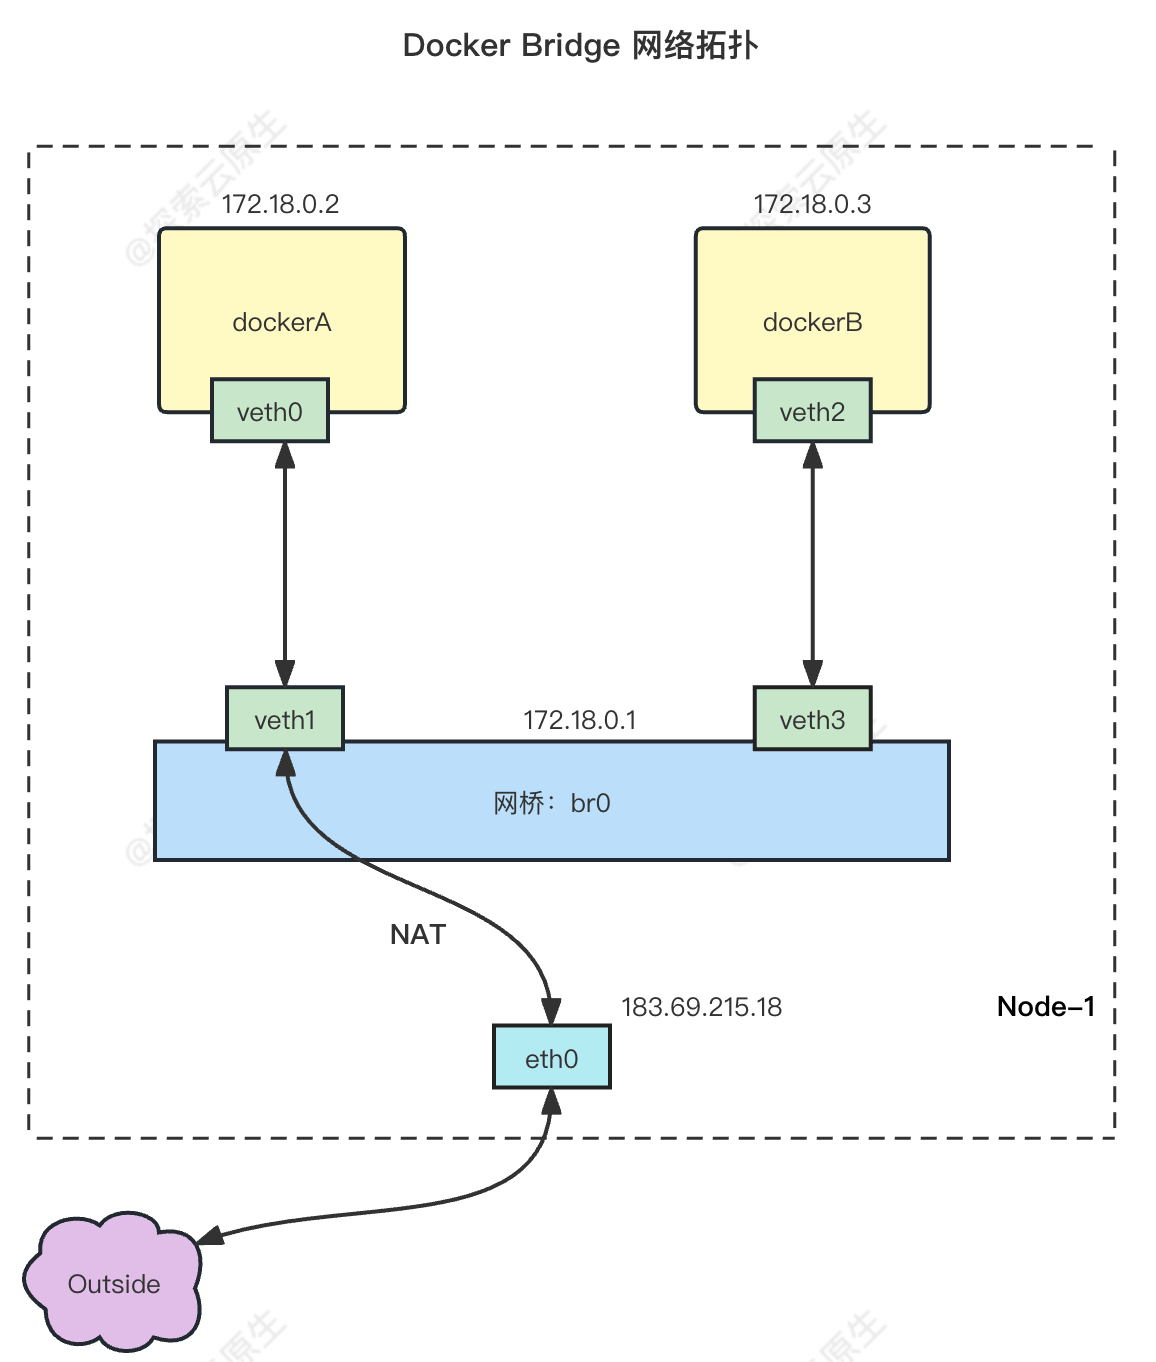 Docker Bridge 网络拓扑
@探索云原生
172.18.0.2
172.18.0.3
dockerA
dockerB
veth0
veth2
veth1
172.18.0.1
veth3
网桥：br0
NAT
183.69.215.18
Node-1
eth0
Outside